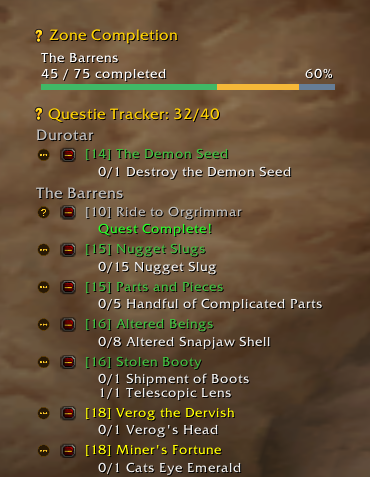 ? Zone Completion
The Barrens
45 / 75 completed 60%
? Questie Tracker: 32/40
Durotar
[14] The Demon Seed
0/1 Destroy the Demon Seed
The Barrens
? [10] Ride to Orgrimmar
Quest Complete!
[15] Nugget Slugs
0/15 Nugget Slug
[15] Parts and Pieces
0/5 Handful of Complicated Parts
[16] Altered Beings
0/8 Altered Snapjaw Shell
[16] Stolen Booty
0/1 Shipment of Boots
1/1 Telescopic Lens
[18] Verog the Dervish
0/1 Verog's Head
[18] Miner's Fortune
0/1 Cats Eye Emerald